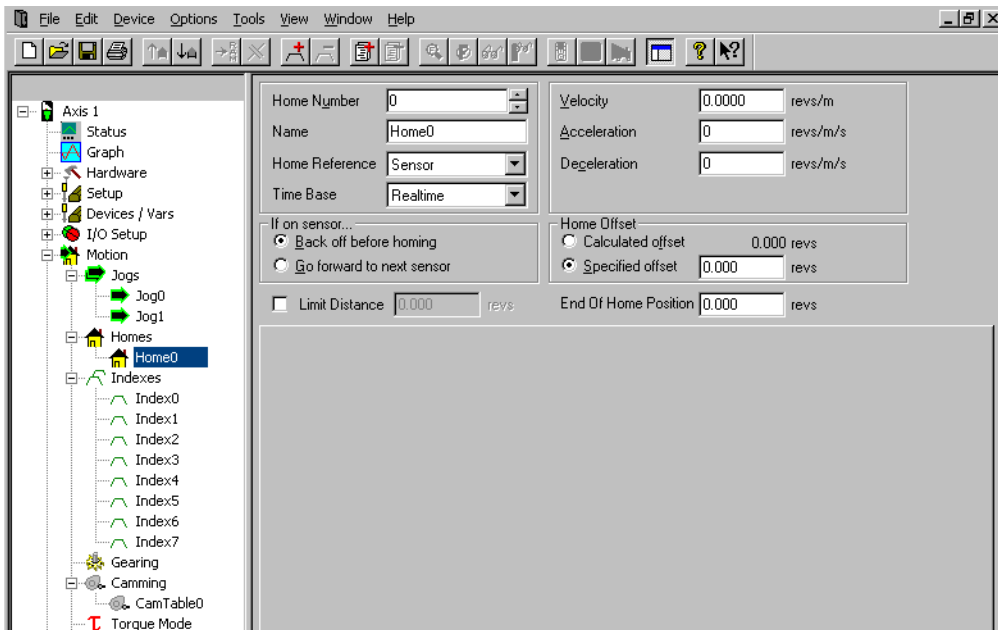 File Edit Device Options Tools View Window Help
Axis 1
Status
Graph
Hardware
Setup
Devices / Vars
I/O Setup
Motion
Jogs
Jog0
Jog1
Homes
Home0
Indexes
Index0
Index1
Index2
Index3
Index4
Index5
Index6
Index7
Gearing
Camming
CamTable0
Torque Mode
Home Number 0
Name Home0
Home Reference Sensor
Time Base Realtime
Velocity 0.0000 revs/m
Acceleration 0 revs/m/s
Deceleration 0 revs/m/s
If on sensor...
Back off before homing
Go forward to next sensor
Home Offset
Calculated offset 0.000 revs
Specified offset 0.000 revs
Limit Distance 0.000 revs
End Of Home Position 0.000 revs